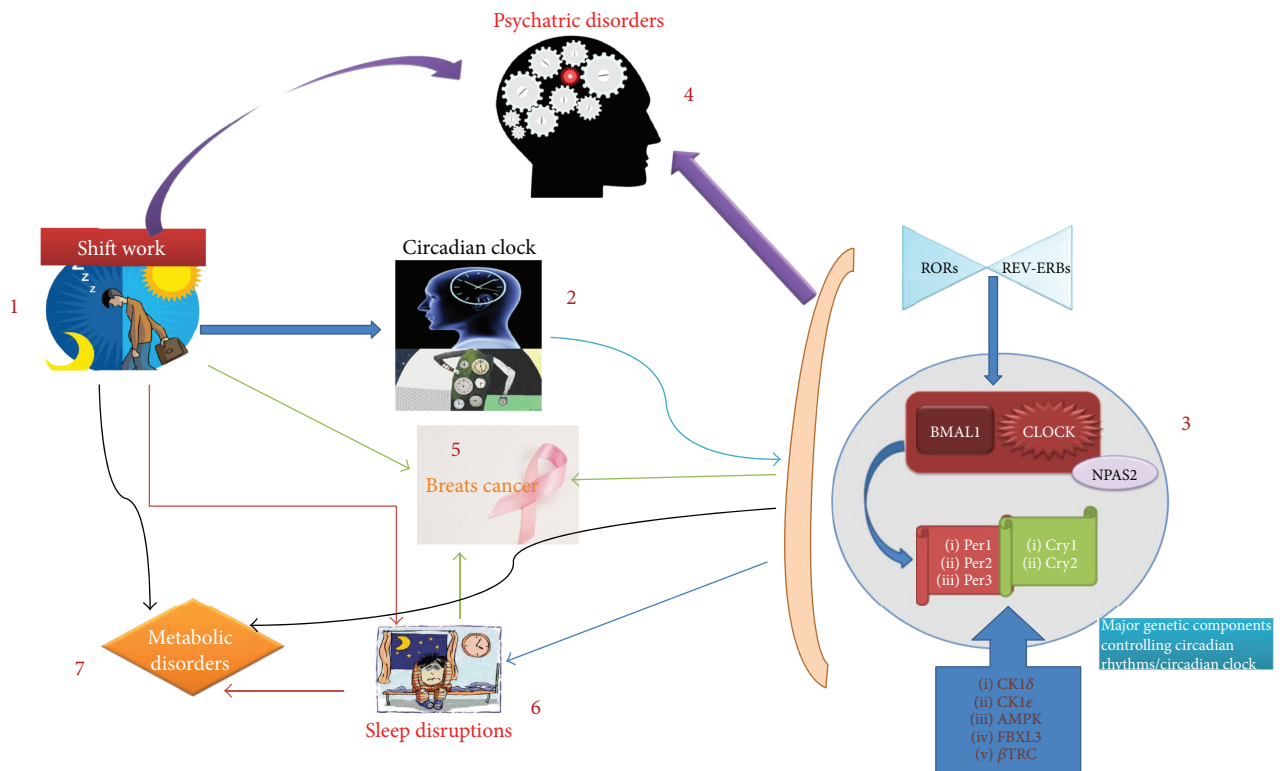 Psychatric disorders
4
Shift work
Z
z
z
1
Circadian clock
2
RORs
REV-ERBs
BMAL1
CLOCK
3
NPAS2
5
Breats cancer
(i) Per1
(ii) Per2
(iii) Per3
(i) Cry1
(ii) Cry2
Metabolic
disorders
7
Sleep disruptions
6
Major genetic components
controlling circadian
rhythms/circadian clock
(i) CK1δ
(ii) CK1ε
(iii) AMPK
(iv) FBXL3
(v) βTRC